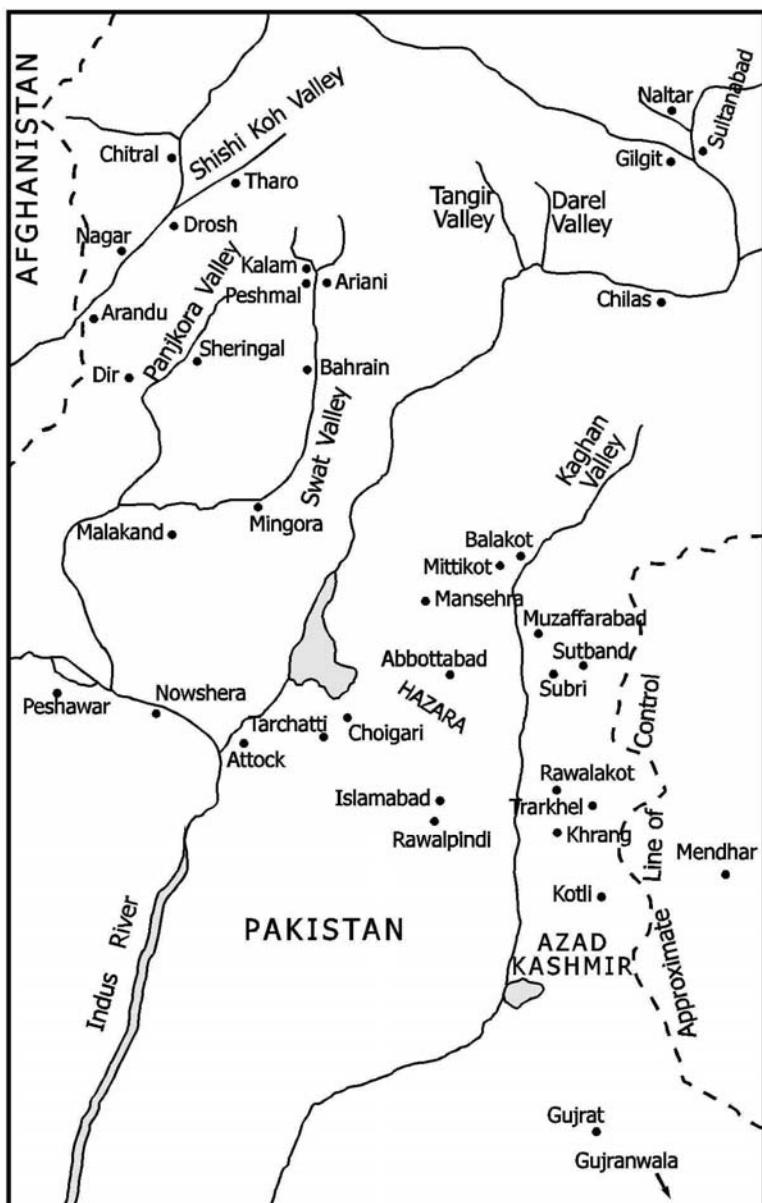 AFGHANISTAN
Shishi Koh Valley
Naltar
Sultanabad
Chitral
Gilgit
Tharo
Tangir
Valley
Darel
Valley
Drosh
Nagar
Kalam
Peshmal
Ariani
Chilas
Panjkora Valley
Arandu
Sheringal
Dir
Bahrain
Swat Valley
Kaghan
Valley
Mingora
Malakand
Balakot
Mittikot
Mansehra
Muzaffarabad
Abbottabad
Sutband
Subri
HAZARA
Peshawar
Nowshera
Tarchatti
Choigari
Attock
Rawalakot
Islamabad
Trarkhel
Rawalpindi
Khrang
Mendhar
Kotli
PAKISTAN
AZAD
KASHMIR
Approximate Line of Control
Indus River
Gujrat
Gujranwala